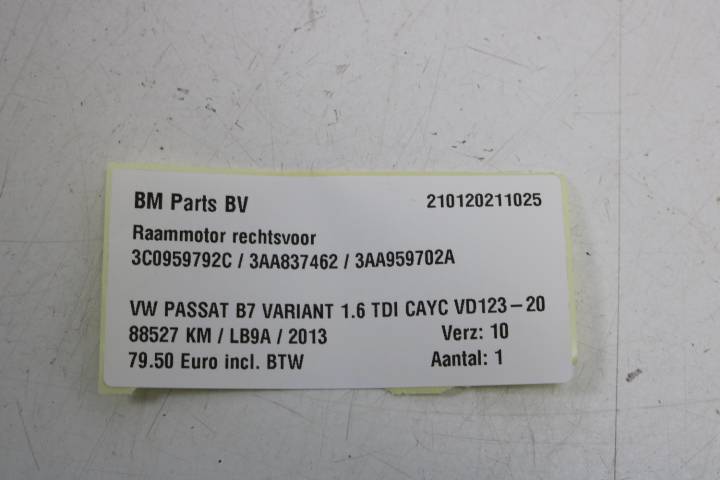 BM Parts BV 210120211025
Raammotor rechtsvoor
3C0959792C / 3AA837462 / 3AA959702A
VW PASSAT B7 VARIANT 1.6 TDI CAYC VD123-20
88527 KM / LB9A / 2013 Verz: 10
79.50 Euro incl. BTW Aantal: 1